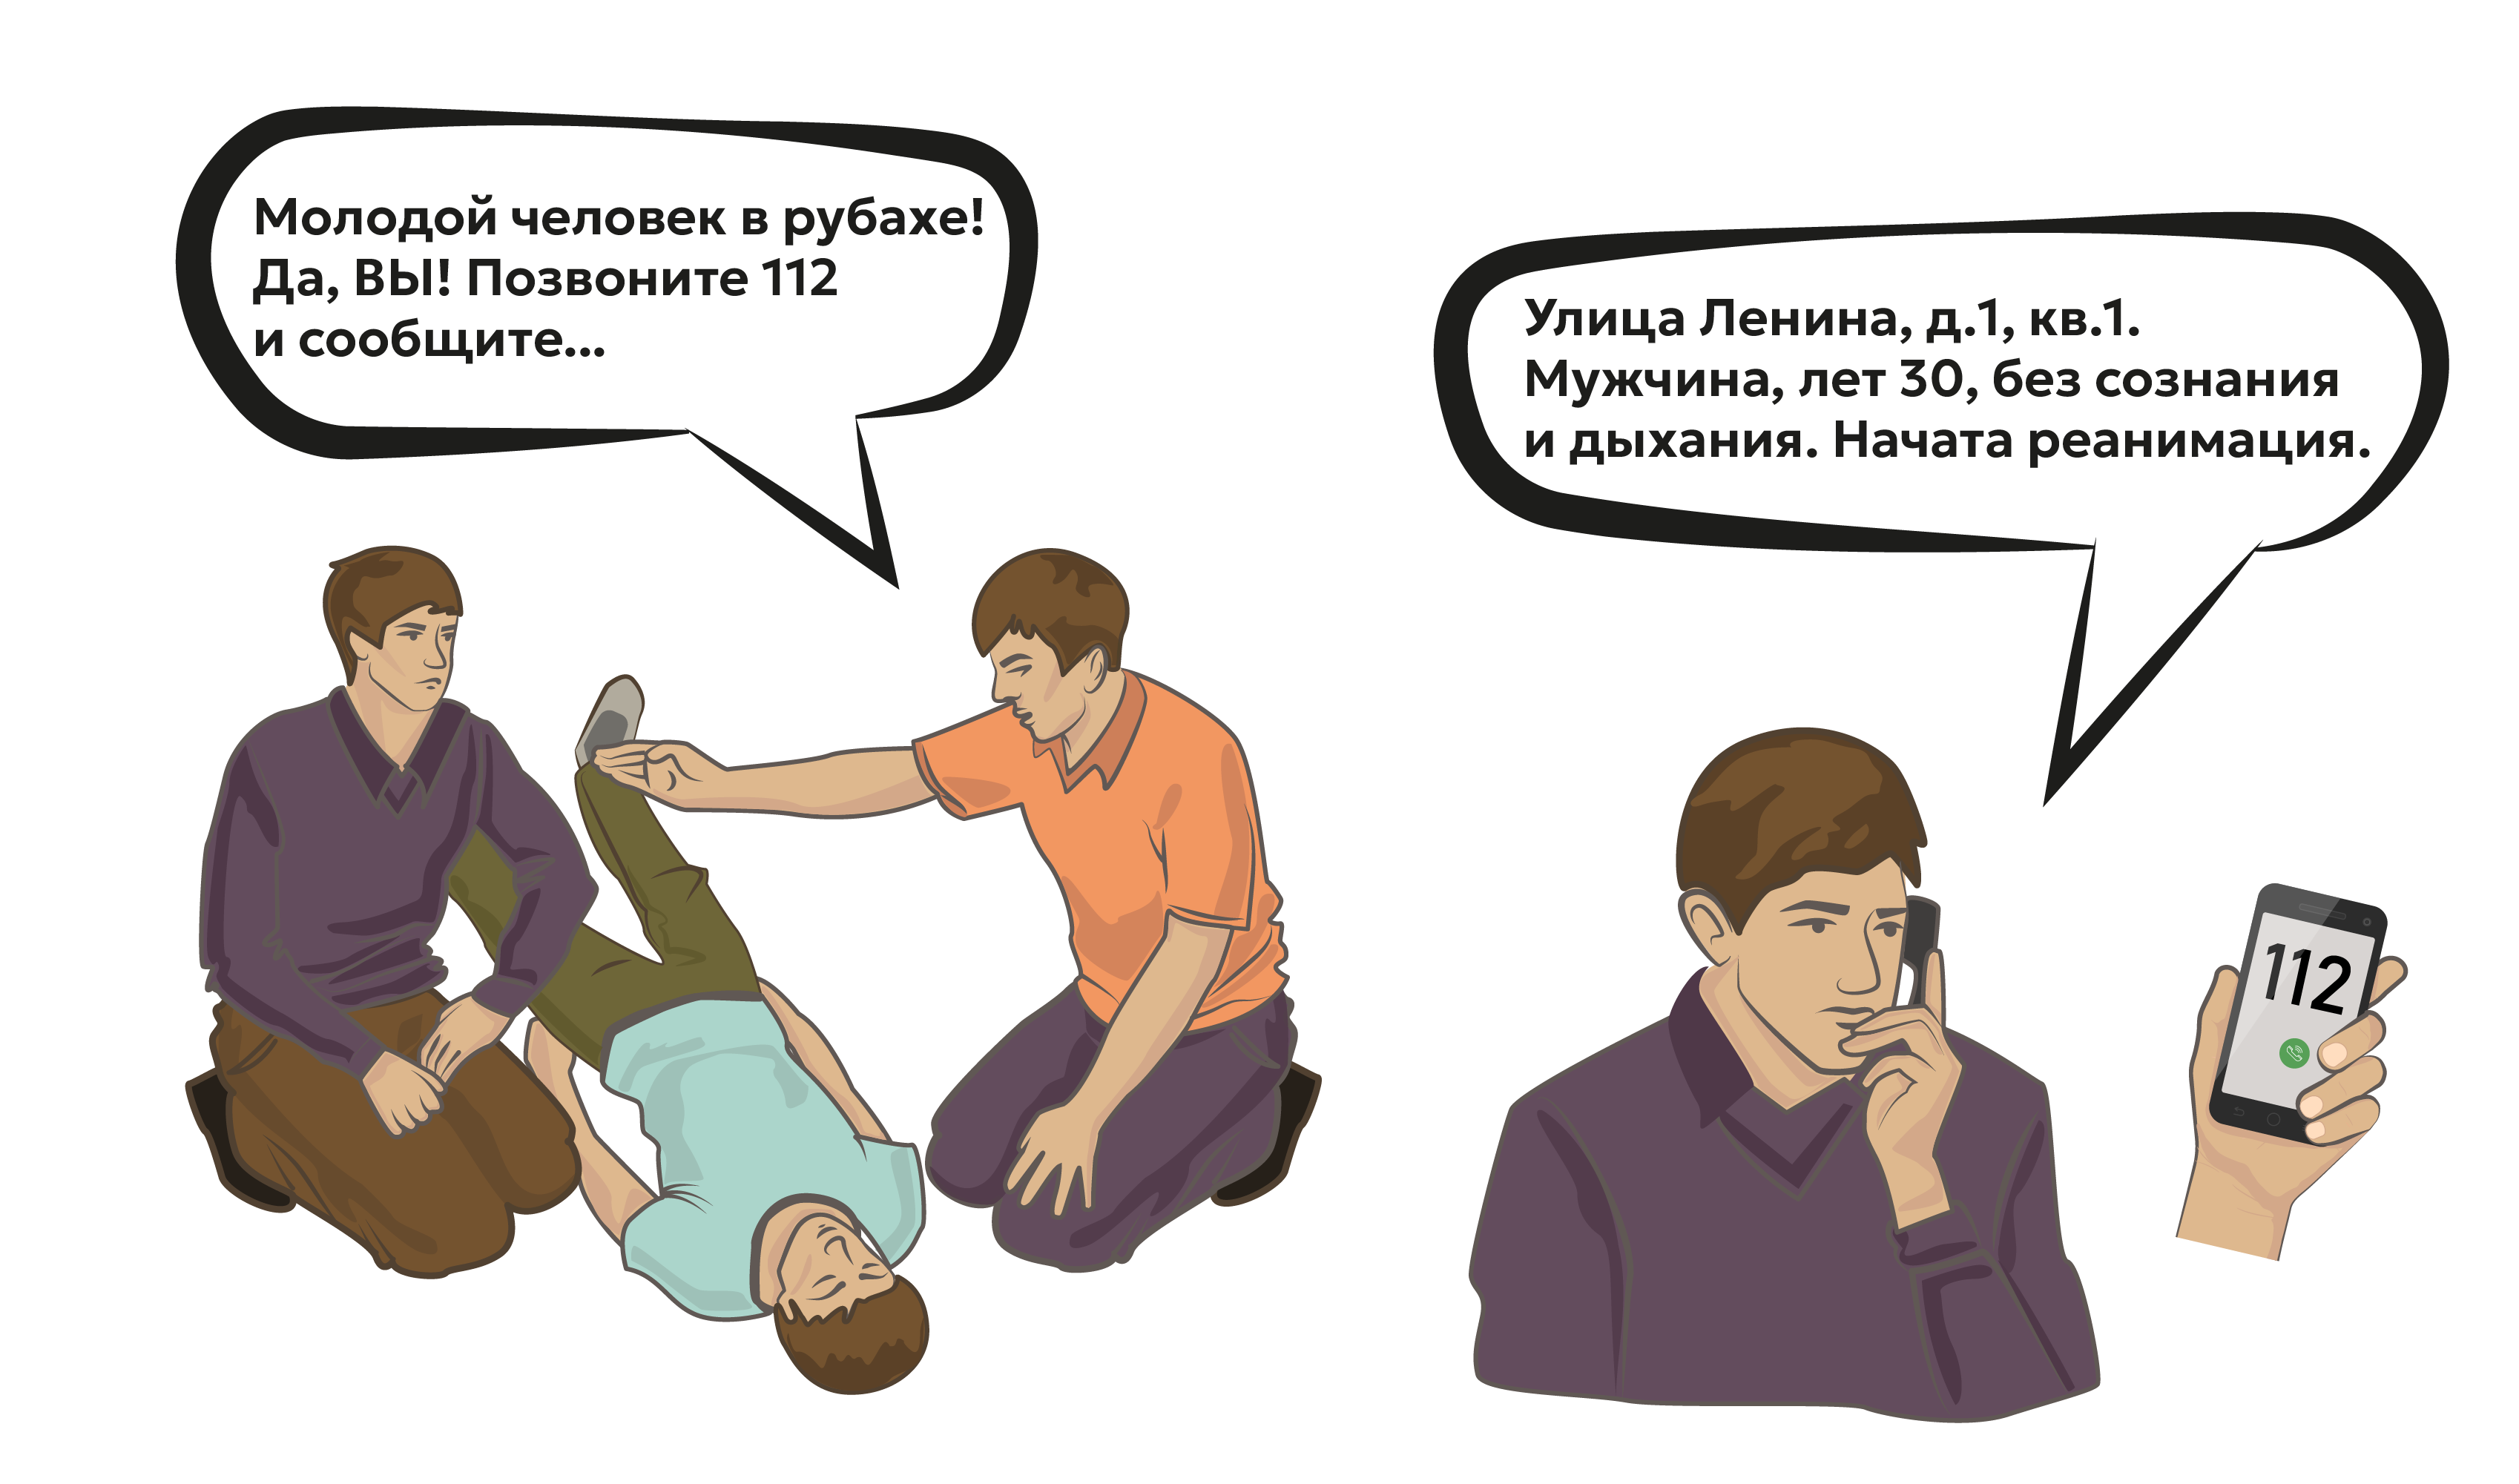 Молодой человек в рубахе!
Да, ВЫ! Позвоните 112
и сообщите...
Улица Ленина, д.1, кв.1.
Мужчина, лет 30, без сознания
и дыхания. Начата реанимация.
112